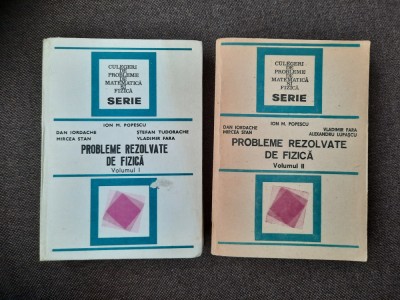 CULEGERI
DE
PROBLEME
DE
MATEMATICĂ
ȘI
FIZICĂ
SERIE
ION M. POPESCU
DAN IORDACHE ȘTEFAN TUDORACHE
MIRCEA STAN VLADIMIR FARA
PROBLEME REZOLVATE
DE FIZICĂ
Volumul I
CULEGERI
DE
PROBLEME
DE
MATEMATICĂ
ȘI
FIZICĂ
SERIE
ION M. POPESCU
DAN IORDACHE VLADIMIR FARA
MIRCEA STAN ALEXANDRU LUPAȘCU
PROBLEME REZOLVATE
DE FIZICĂ
Volumul II